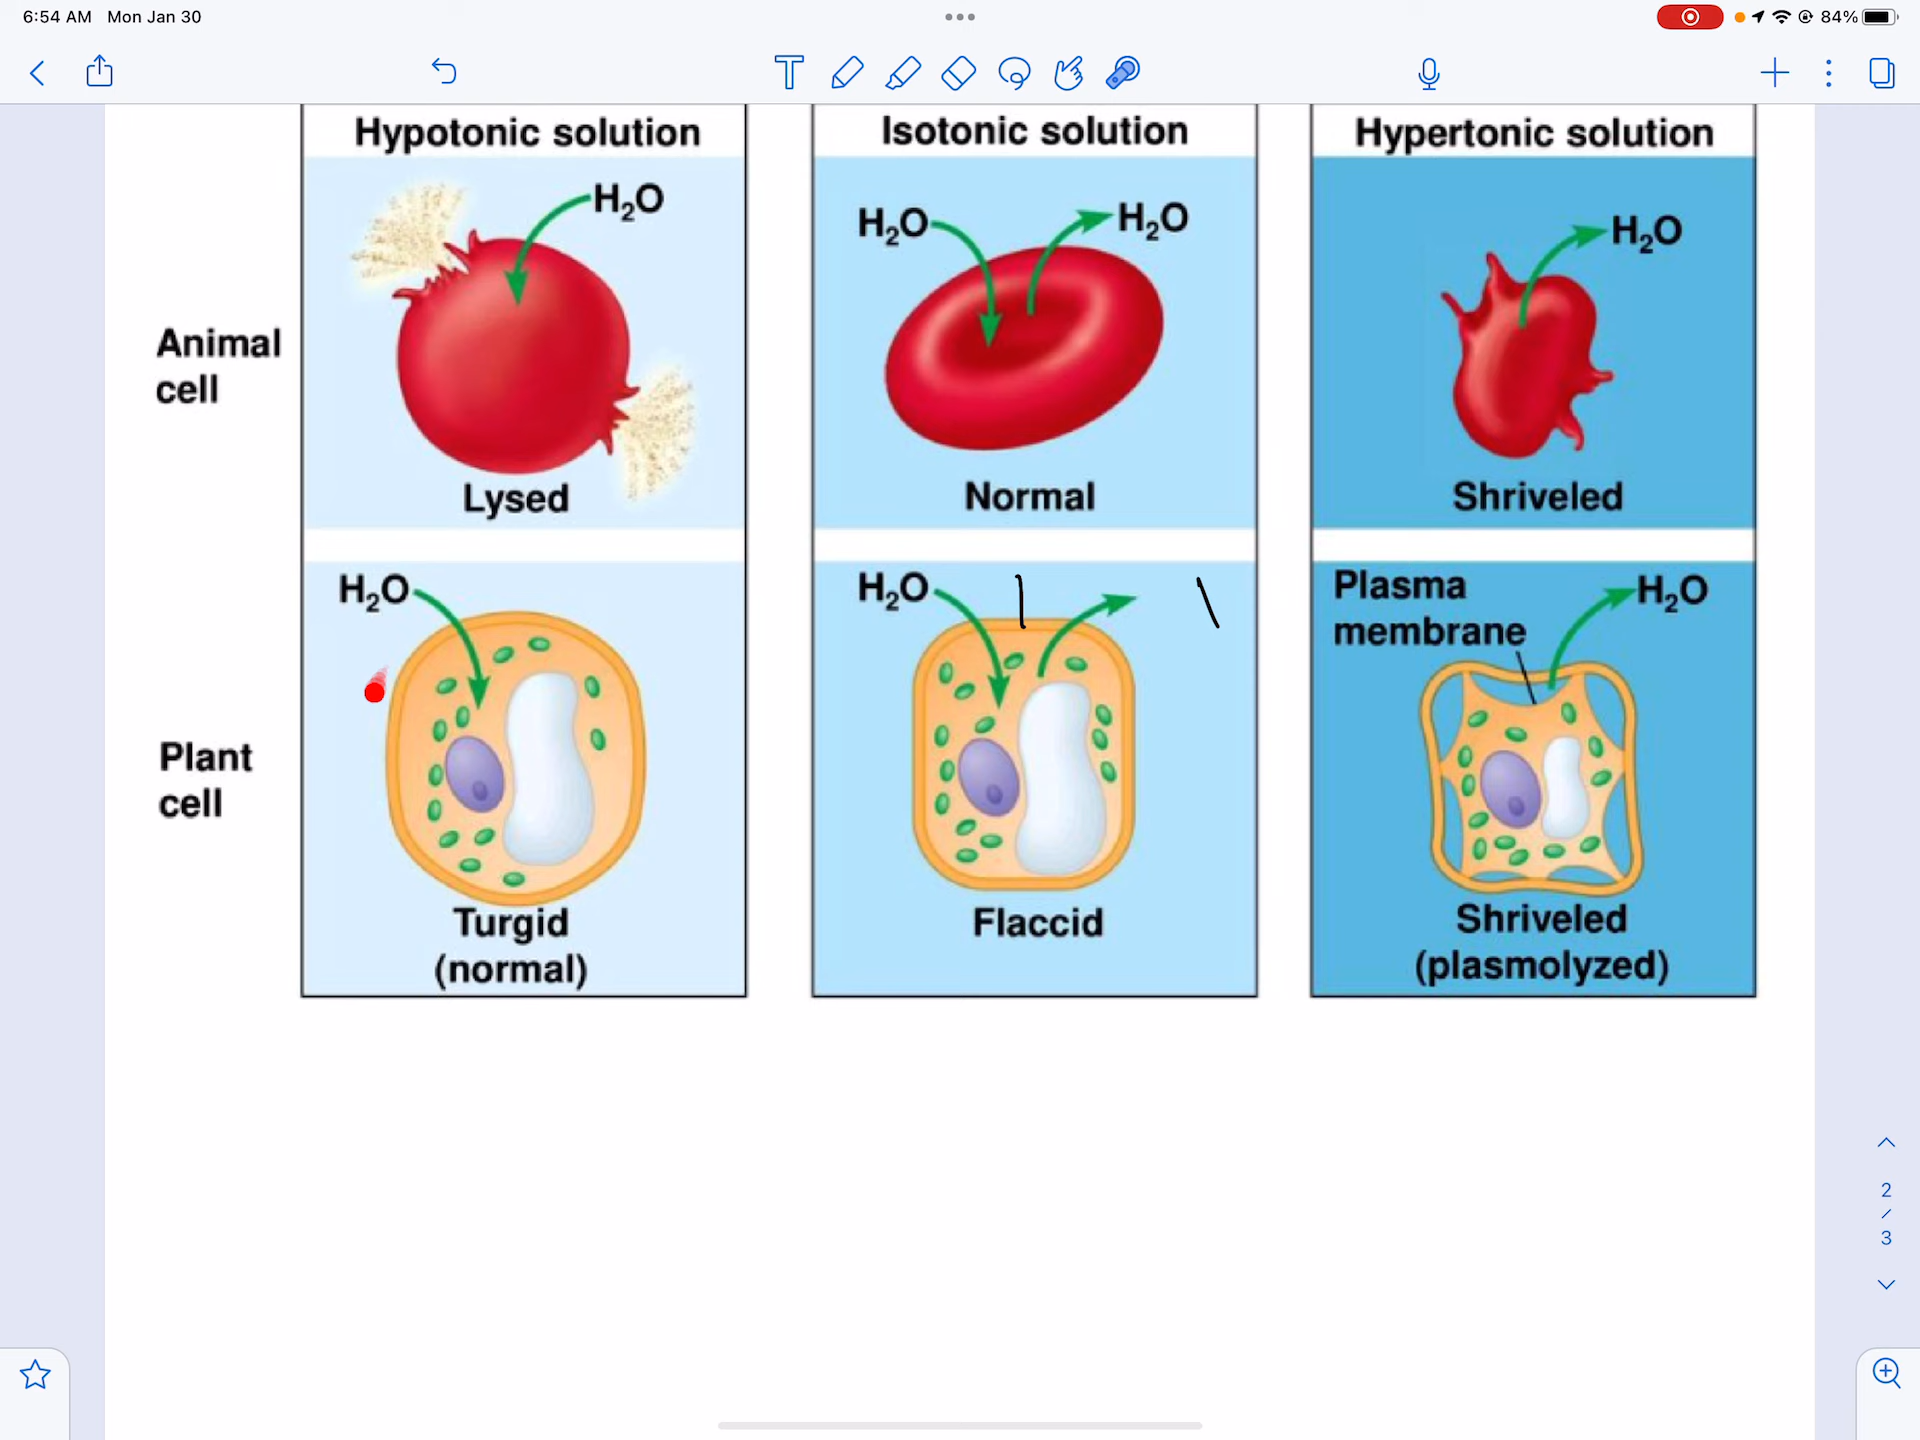 6:54 AM Mon Jan 30
84%
Hypotonic solution
Isotonic solution
Hypertonic solution
H₂O
H₂O
H₂O
H₂O
Animal
cell
Lysed
Normal
Shriveled
H₂O
H₂O
Plasma
membrane
H₂O
Plant
cell
Turgid
(normal)
Flaccid
Shriveled
(plasmolyzed)
2
/
3